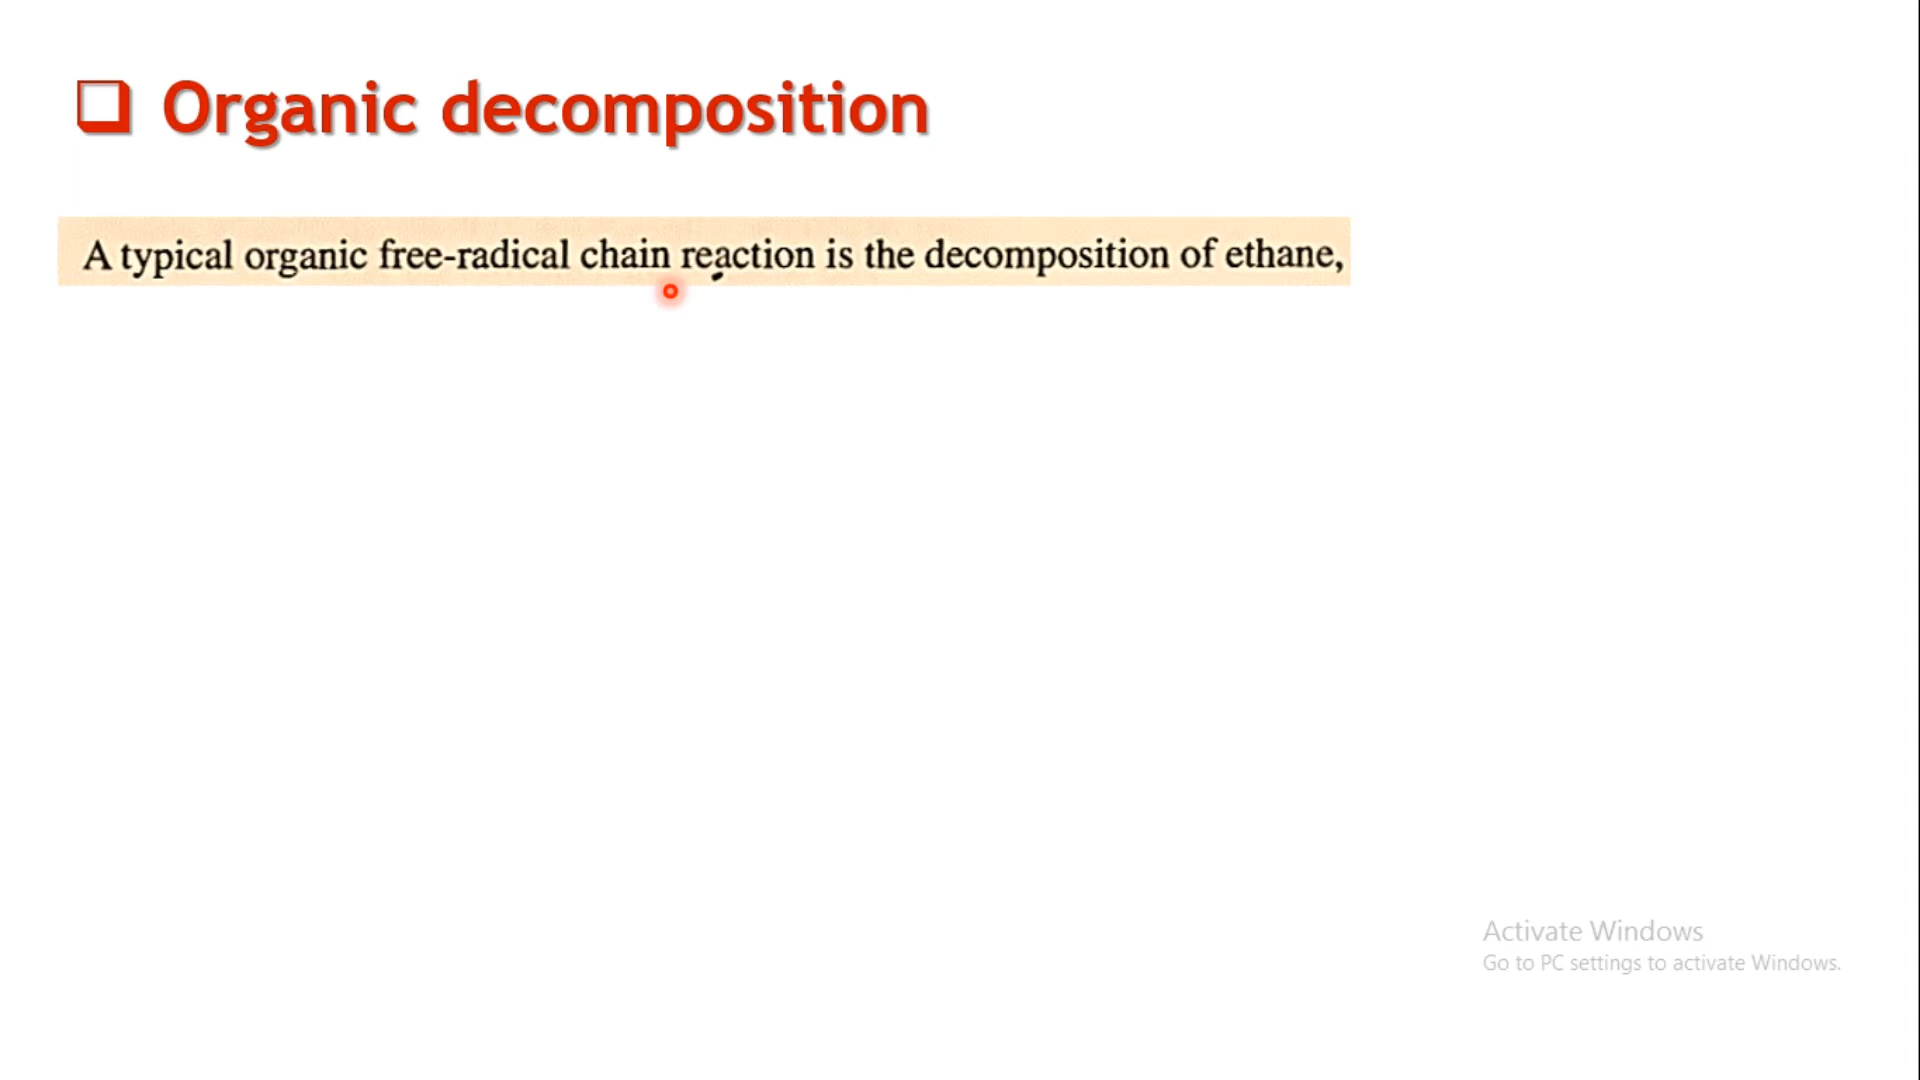 Organic decomposition
A typical organic free-radical chain reaction is the decomposition of ethane,
Activate Windows
Go to PC settings to activate Windows.